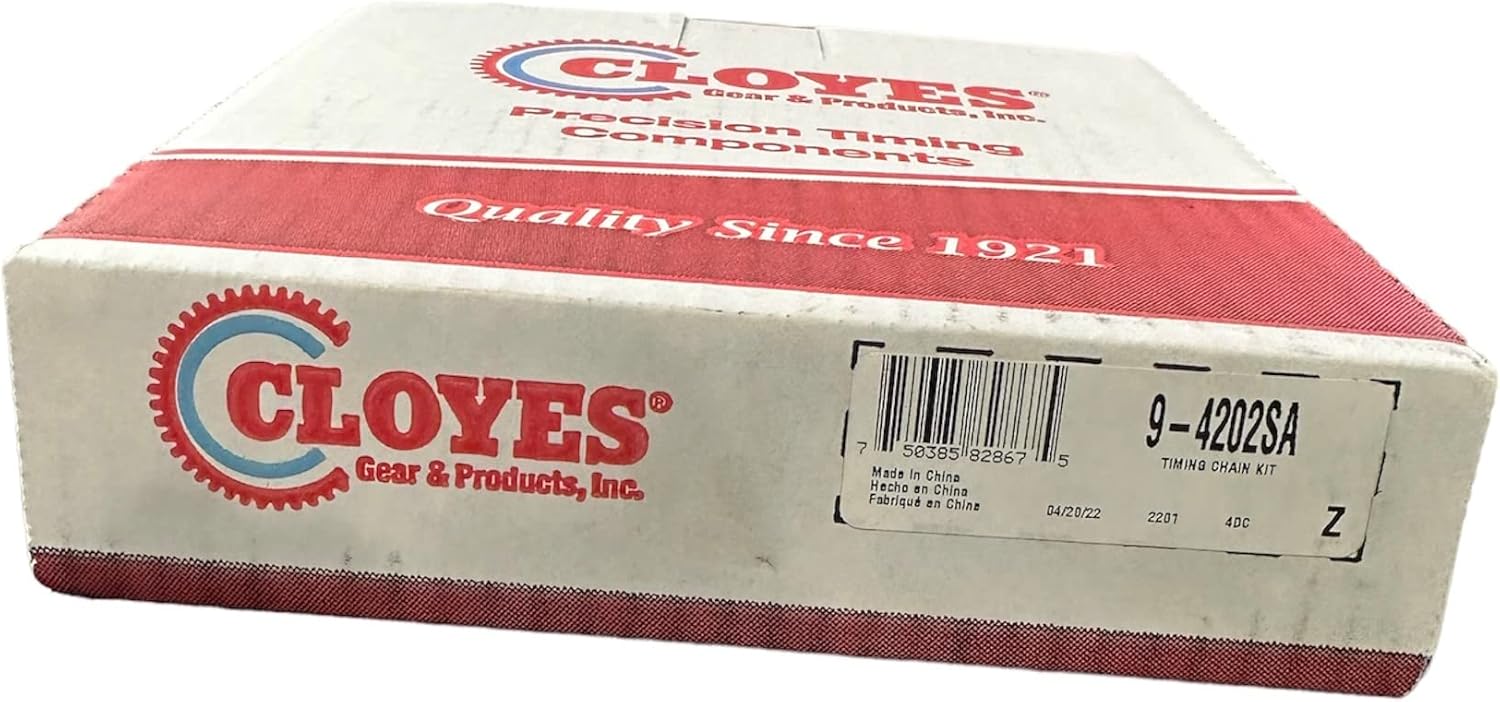 CLOYES®
Gear & Products, Inc.
Precision Timing
Components
Quality Since 1921
CLOYES®
Gear & Products, Inc.
7 50385 82867 5
Made in China
Hecho en China
Fabriqué en China
9-4202SA
TIMING CHAIN KIT
04/20/22 2201 4DC Z